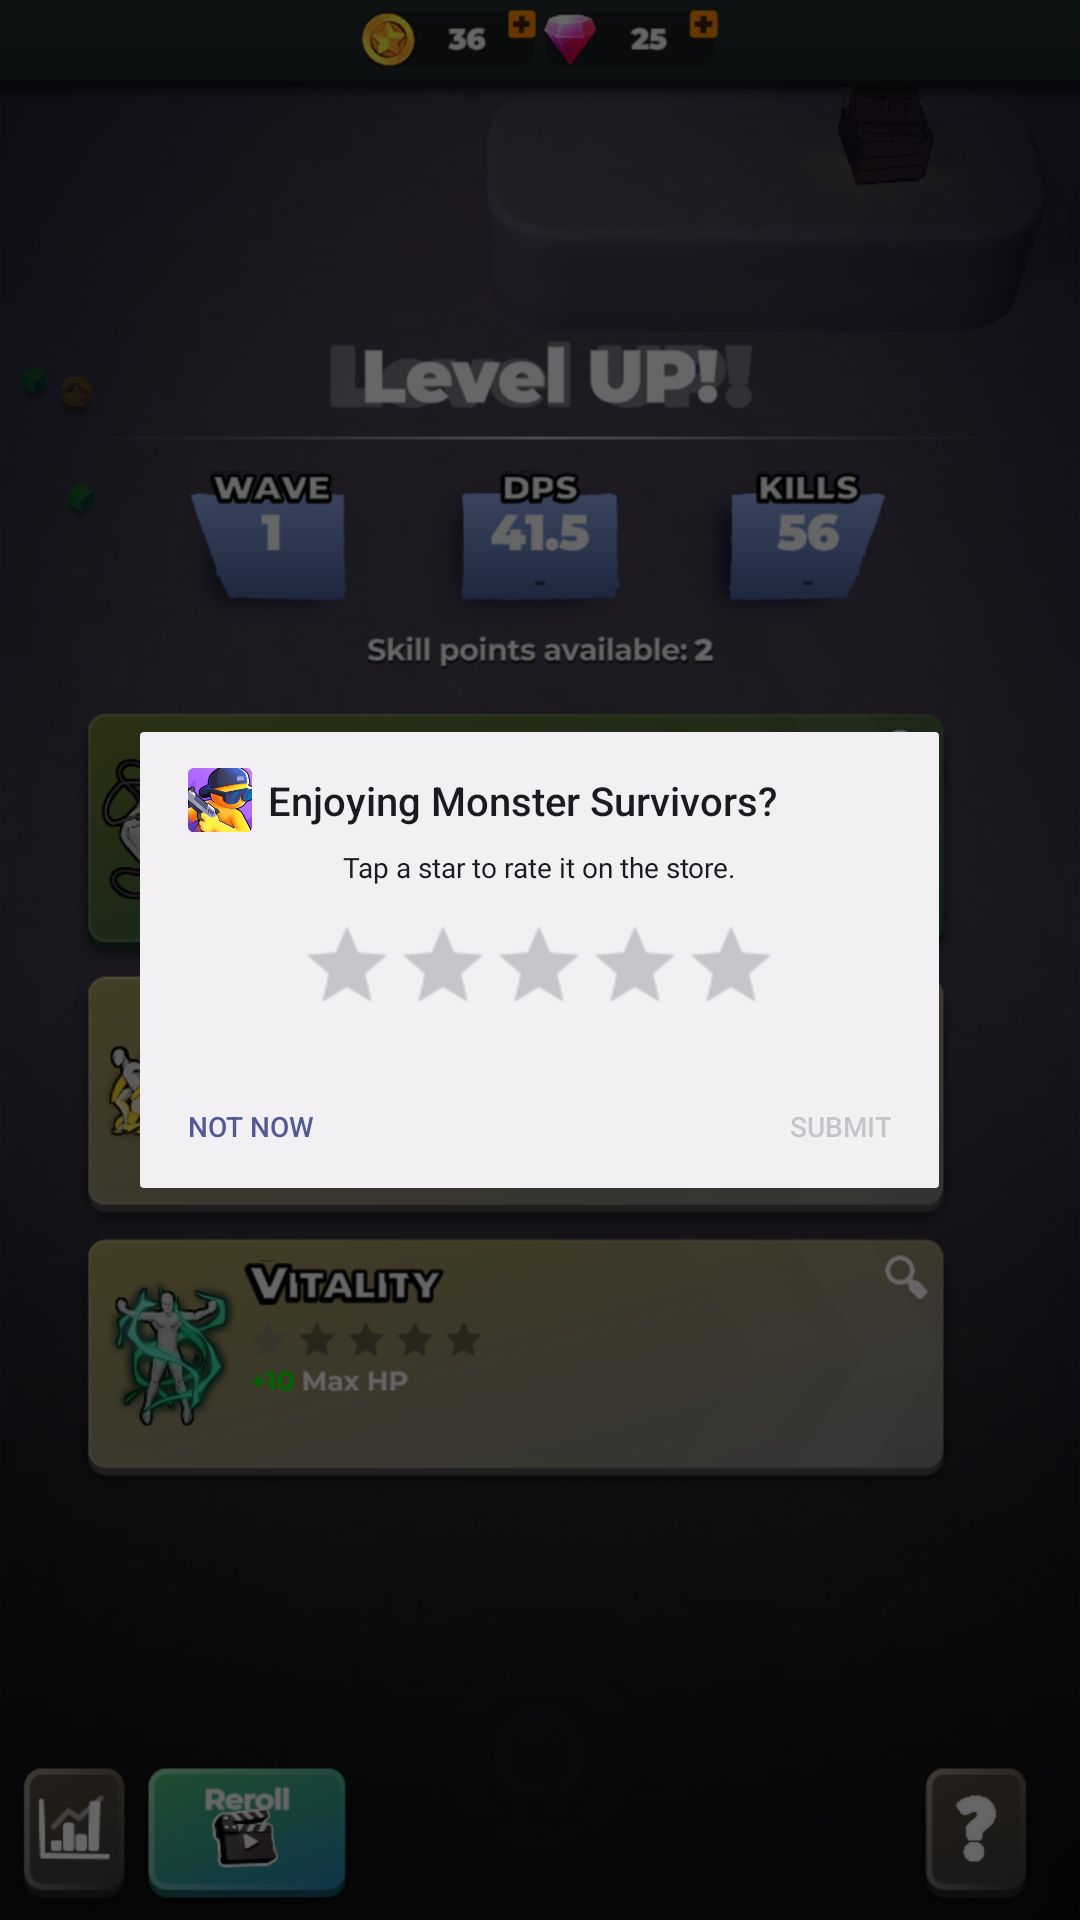 36
25
Level UP!
WAVE
1
DPS
41.5
-
KILLS
56
-
Skill points available: 2
Enjoying Monster Survivors?
Tap a star to rate it on the store.
NOT NOW
SUBMIT
VITALITY
+10 Max HP
Reroll
?